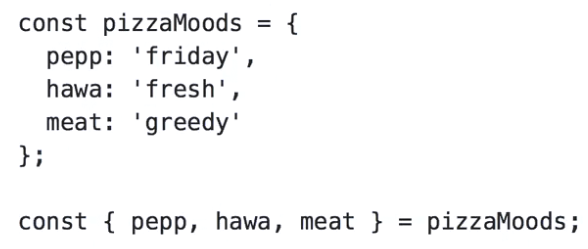 const pizzaMoods = {
  pepp: 'friday',
  hawa: 'fresh',
  meat: 'greedy'
};

const { pepp, hawa, meat } = pizzaMoods;